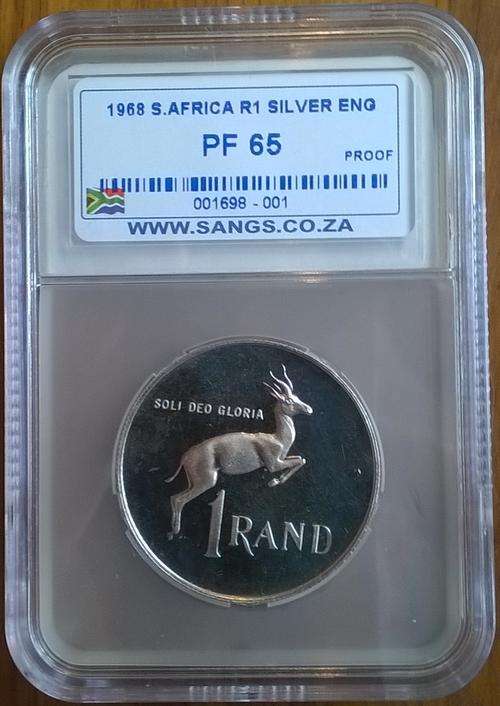 1968 S.AFRICA R1 SILVER ENG
PF 65
PROOF
001698 - 001
WWW.SANGS.CO.ZA
SOLI DEO GLORIA
1 RAND